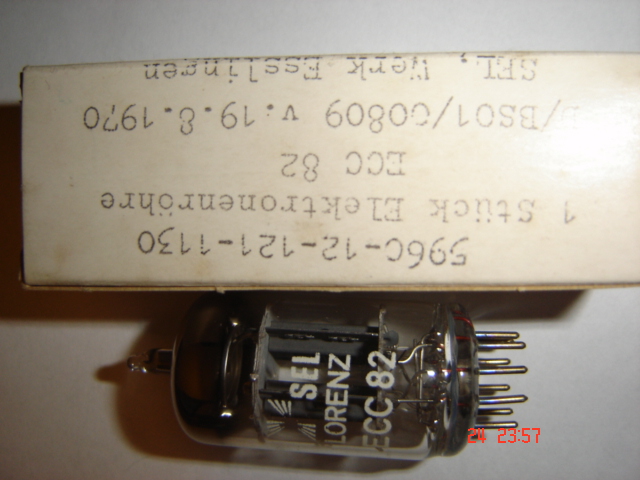 5960-12-121-1130
1 Stück Elektronenröhre
ECC 82
/BS01/00809 v.19.8.1970
SEL, Werk Esslingen
SEL
LORENZ
ECC 82
24 23:57